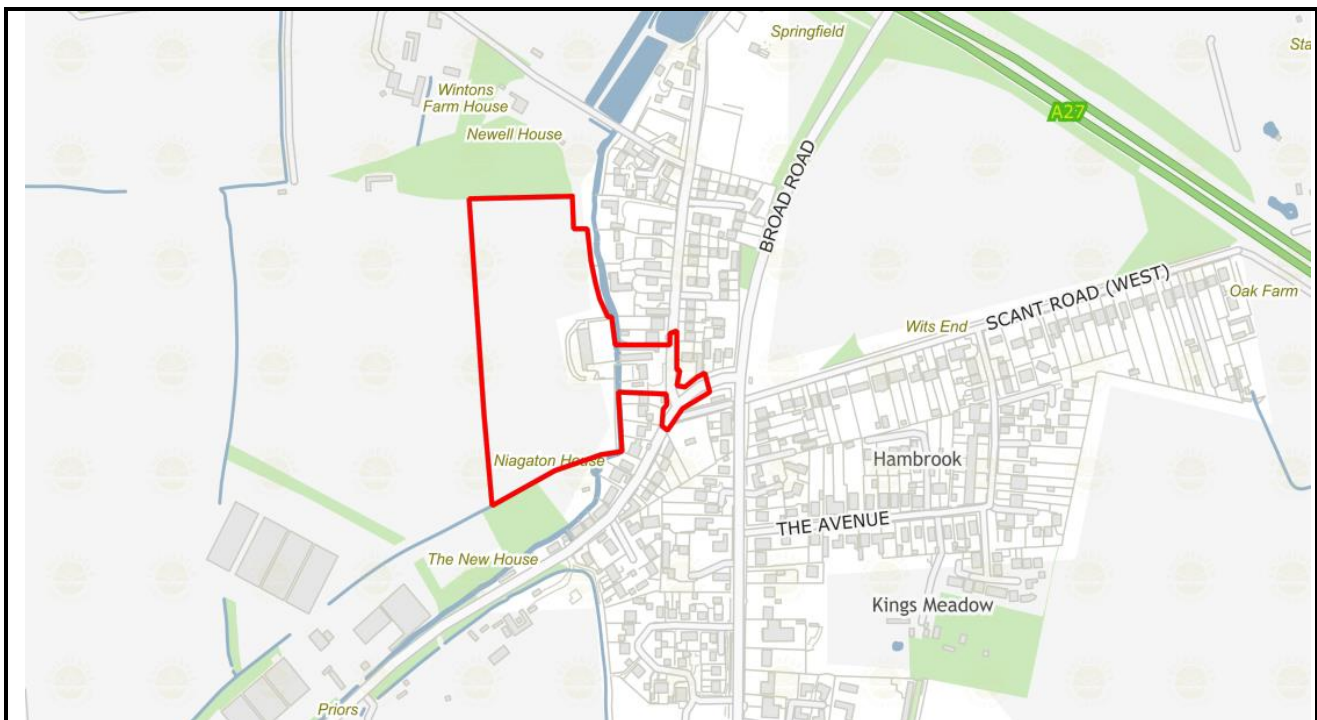 Springfield
Sta
Wintons
Farm House
A27
Newell House
BROAD ROAD
SCANT ROAD (WEST)
Oak Farm
Wits End
Niagaton House
Hambrook
THE AVENUE
The New House
Kings Meadow
Priors